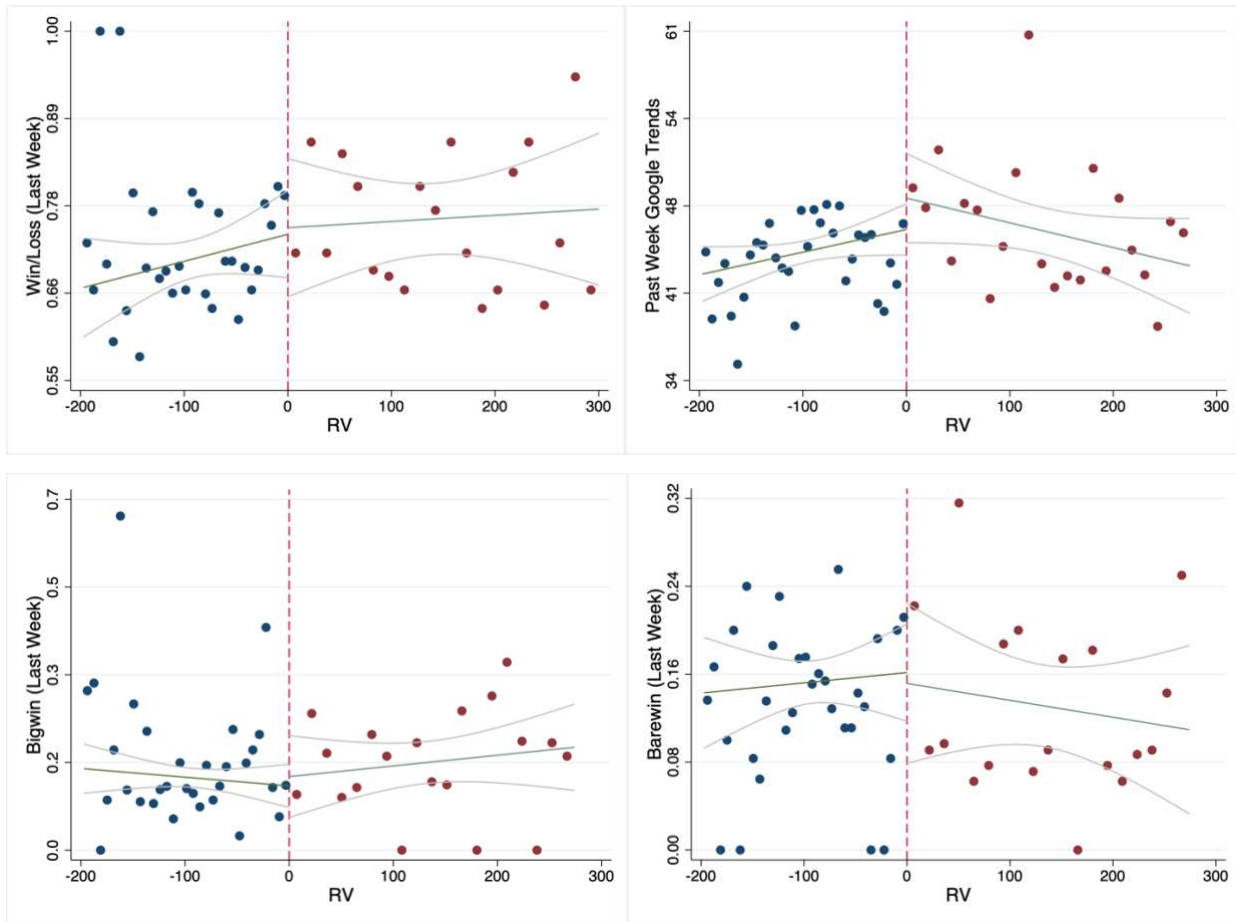 Win/Loss (Last Week)
1.00
0.89
0.78
0.66
0.55
-200 -100 0 100 200 300
RV
Past Week Google Trends
61
54
48
41
34
-200 -100 0 100 200 300
RV
Bigwin (Last Week)
0.7
0.5
0.3
0.2
0.0
-200 -100 0 100 200 300
RV
Barewin (Last Week)
0.32
0.24
0.16
0.08
0.00
-200 -100 0 100 200 300
RV